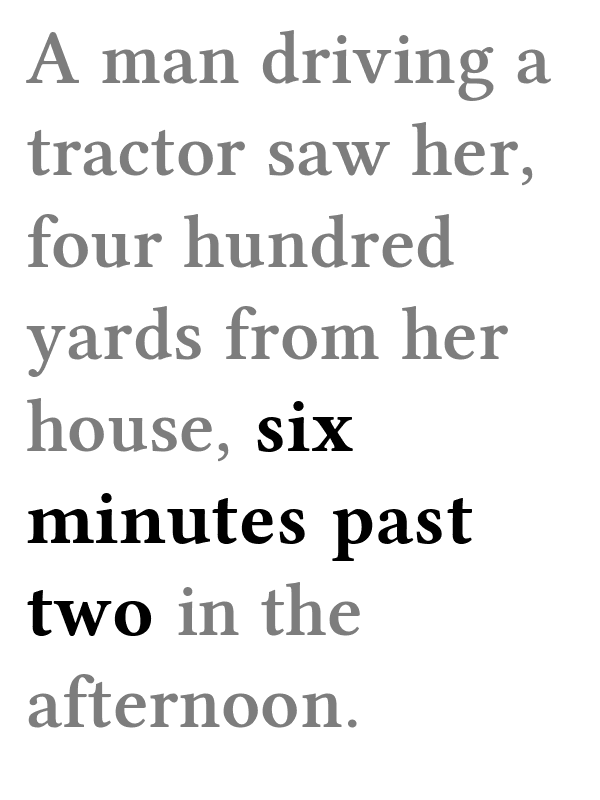 A man driving a
tractor saw her,
four hundred
yards from her
house, six
minutes past
two in the
afternoon.